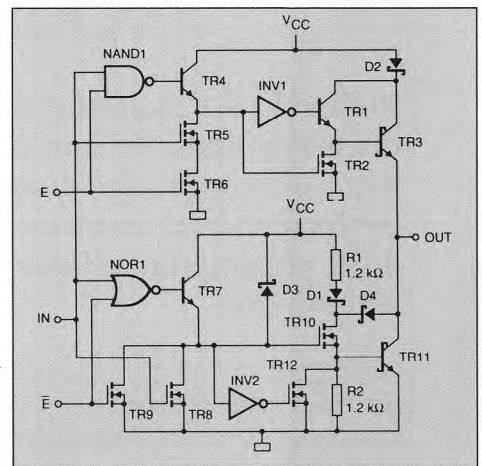 VCC
NAND1
D2
TR4
INV1
TR1
TR5
TR3
TR2
E
TR6
VCC
OUT
NOR1
R1
1.2 kΩ
TR7
D3
D1
D4
IN
TR10
TR12
TR11
INV2
R2
1.2 kΩ
E̅
TR9
TR8